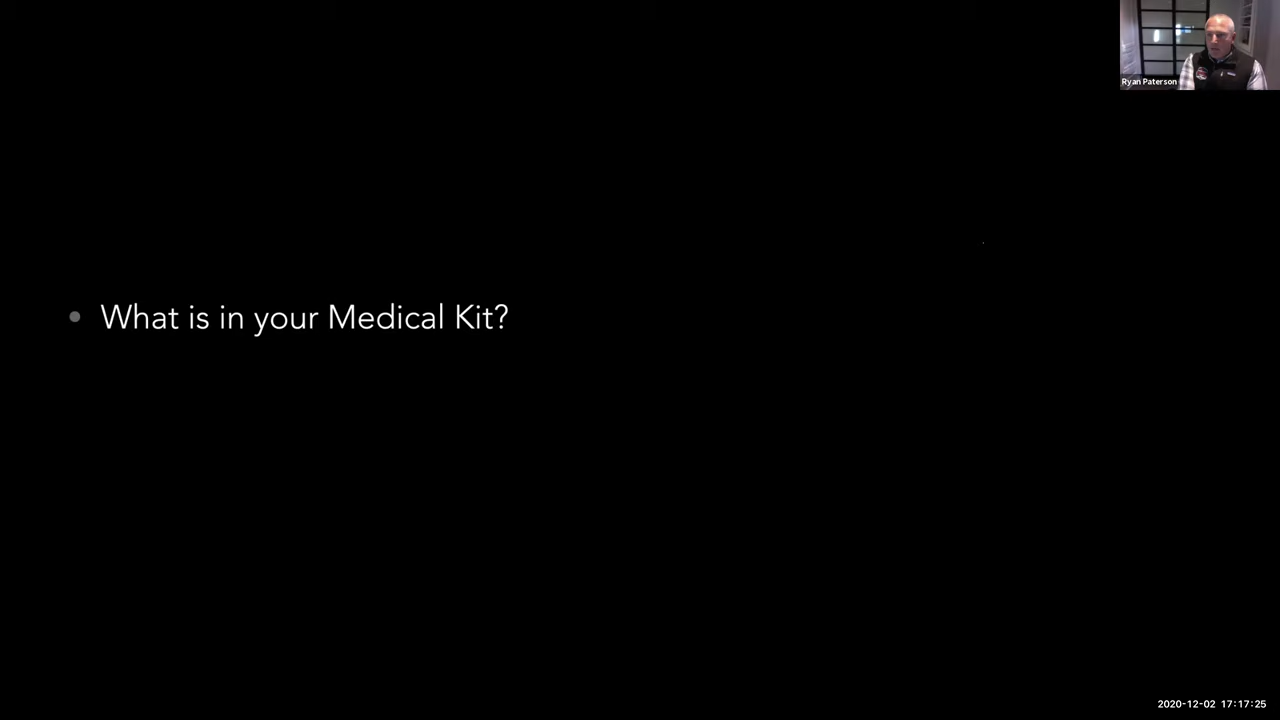 Ryan Paterson
• What is in your Medical Kit?
2020-12-02 17:17:25